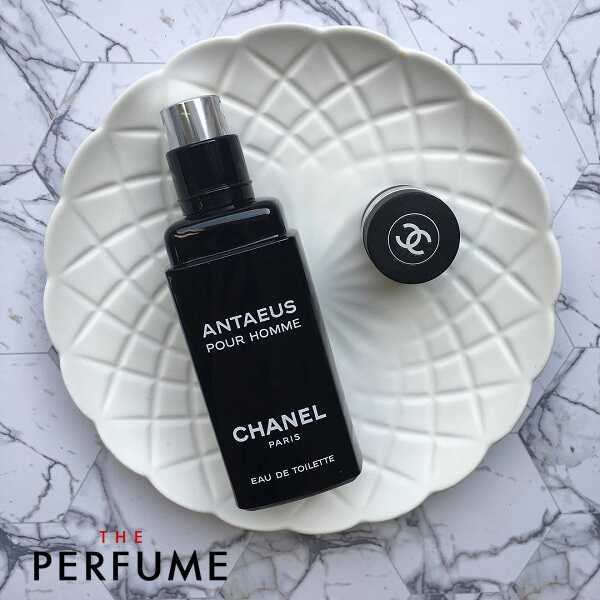 ANTAEUS
POUR HOMME
CHANEL
PARIS
EAU DE TOILETTE
THE
PERFUME